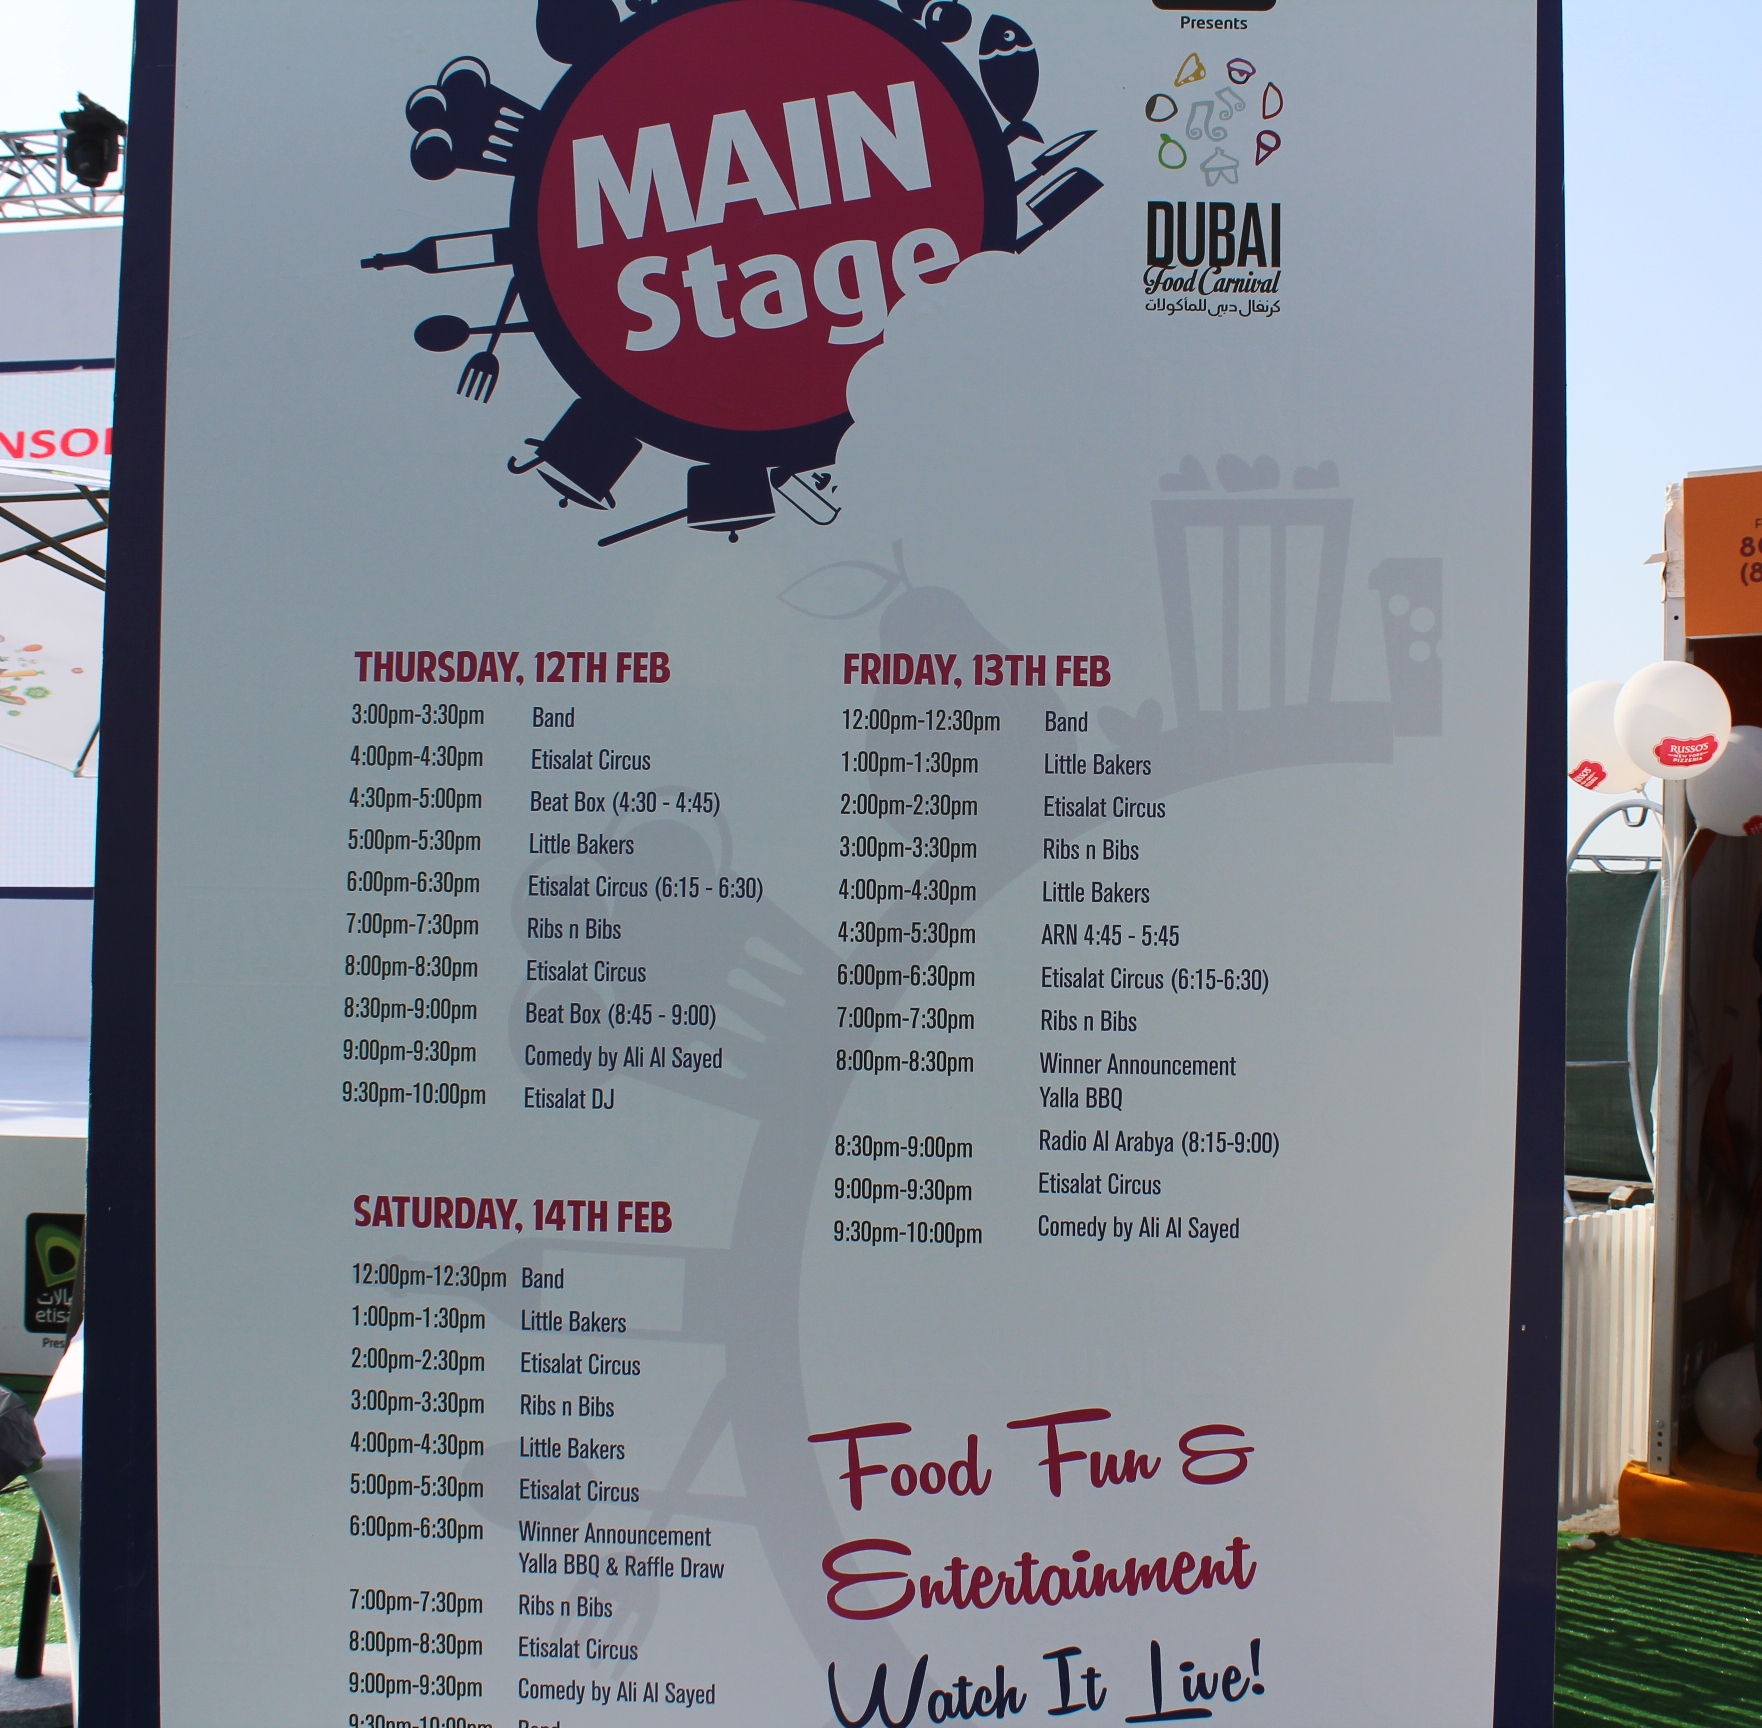 Presents
MAIN
Stage
DUBAI
Food Carnival
كرنفال دبي للمأكولات
THURSDAY, 12TH FEB
3:00pm-3:30pm Band
4:00pm-4:30pm Etisalat Circus
4:30pm-5:00pm Beat Box (4:30 - 4:45)
5:00pm-5:30pm Little Bakers
6:00pm-6:30pm Etisalat Circus (6:15 - 6:30)
7:00pm-7:30pm Ribs n Bibs
8:00pm-8:30pm Etisalat Circus
8:30pm-9:00pm Beat Box (8:45 - 9:00)
9:00pm-9:30pm Comedy by Ali Al Sayed
9:30pm-10:00pm Etisalat DJ
FRIDAY, 13TH FEB
12:00pm-12:30pm Band
1:00pm-1:30pm Little Bakers
2:00pm-2:30pm Etisalat Circus
3:00pm-3:30pm Ribs n Bibs
4:00pm-4:30pm Little Bakers
4:30pm-5:30pm ARN 4:45 - 5:45
6:00pm-6:30pm Etisalat Circus (6:15-6:30)
7:00pm-7:30pm Ribs n Bibs
8:00pm-8:30pm Winner Announcement
Yalla BBQ
8:30pm-9:00pm Radio Al Arabya (8:15-9:00)
9:00pm-9:30pm Etisalat Circus
9:30pm-10:00pm Comedy by Ali Al Sayed
SATURDAY, 14TH FEB
12:00pm-12:30pm Band
1:00pm-1:30pm Little Bakers
2:00pm-2:30pm Etisalat Circus
3:00pm-3:30pm Ribs n Bibs
4:00pm-4:30pm Little Bakers
5:00pm-5:30pm Etisalat Circus
6:00pm-6:30pm Winner Announcement
Yalla BBQ & Raffle Draw
7:00pm-7:30pm Ribs n Bibs
8:00pm-8:30pm Etisalat Circus
9:00pm-9:30pm Comedy by Ali Al Sayed
9:30pm-10:00pm Band
Food Fun &
Entertainment
Watch It Live!
RUSSO'S
NEW YORK
PIZZERIA